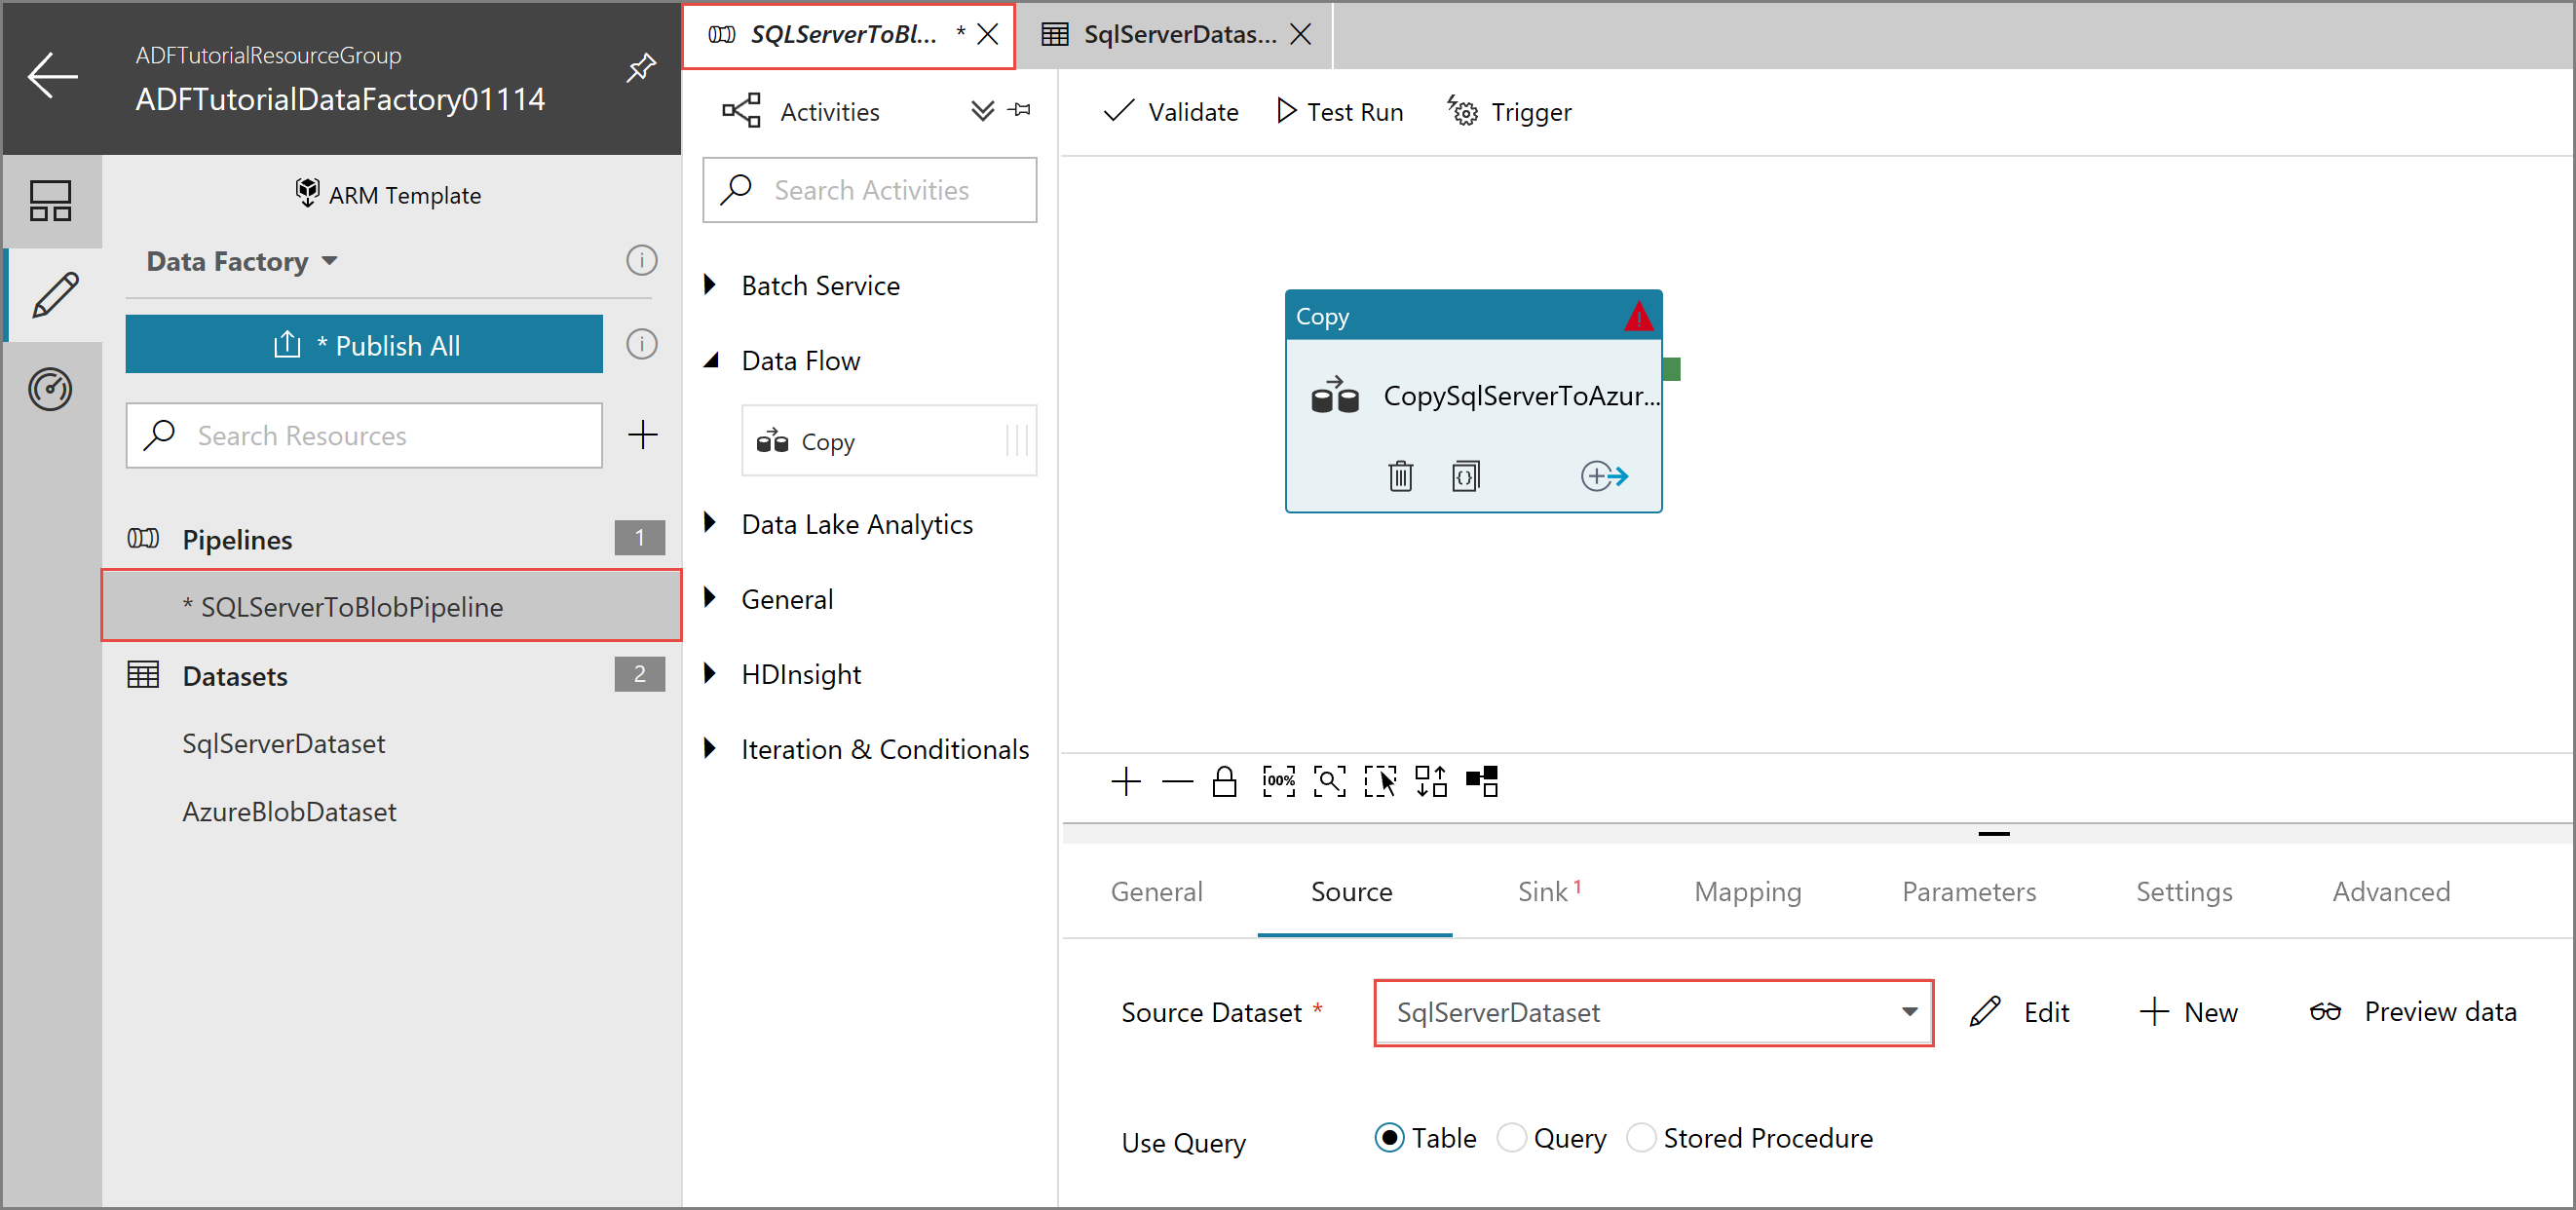 ADFTutorialResourceGroup
ADFTutorialDataFactory01114
ARM Template
Data Factory
* Publish All
Search Resources
Pipelines 1
* SQLServerToBlobPipeline
Datasets 2
SqlServerDataset
AzureBlobDataset
SQLServerToBl... *
SqlServerDatas...
Activities
Search Activities
Batch Service
Data Flow
Copy
Data Lake Analytics
General
HDInsight
Iteration & Conditionals
Validate Test Run Trigger
Copy
CopySqlServerToAzur...
100%
General Source Sink 1 Mapping Parameters Settings Advanced
Source Dataset * SqlServerDataset Edit New Preview data
Use Query Table Query Stored Procedure